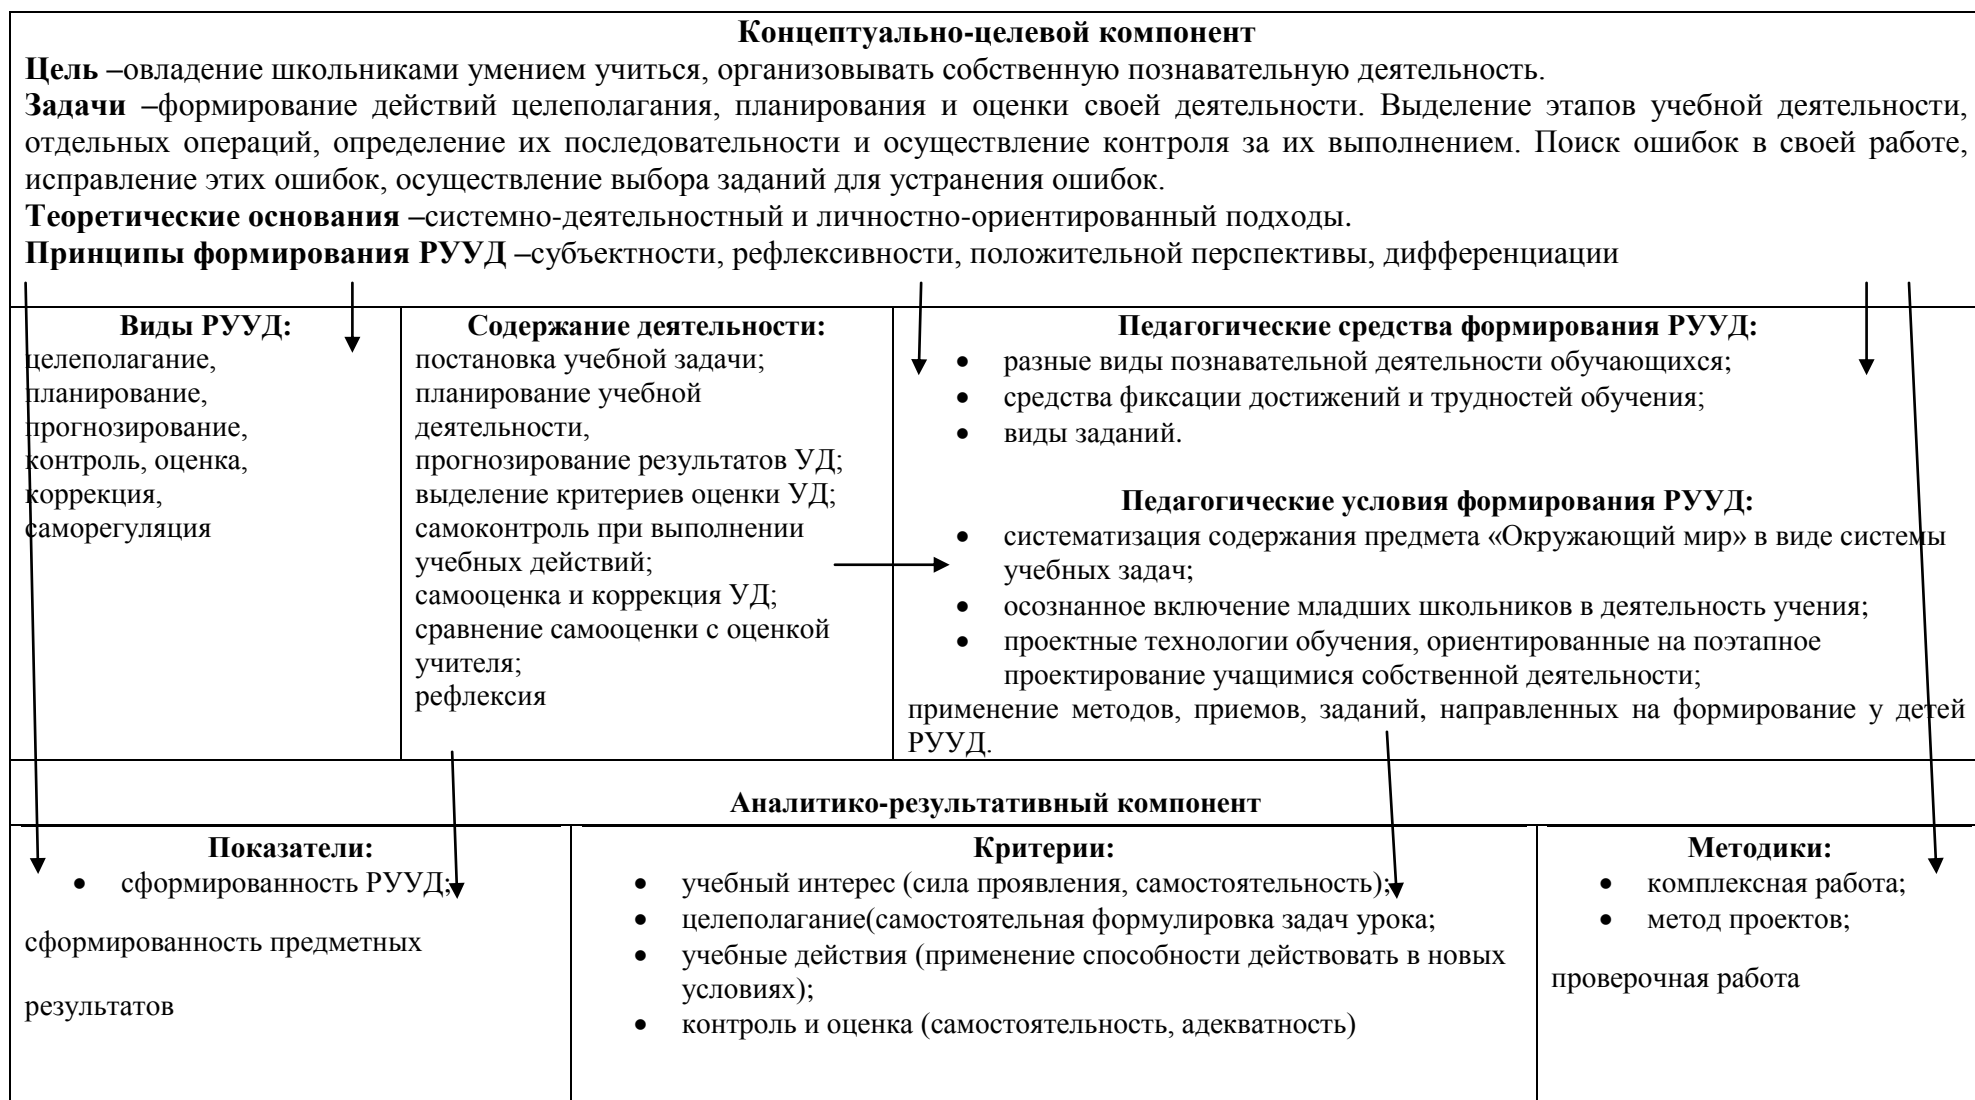 Концептуально-целевой компонент
Цель –овладение школьниками умением учиться, организовывать собственную познавательную деятельность.
Задачи –формирование действий целеполагания, планирования и оценки своей деятельности. Выделение этапов учебной деятельности,
отдельных операций, определение их последовательности и осуществление контроля за их выполнением. Поиск ошибок в своей работе,
исправление этих ошибок, осуществление выбора заданий для устранения ошибок.
Теоретические основания –системно-деятельностный и личностно-ориентированный подходы.
Принципы формирования РУУД –субъектности, рефлексивности, положительной перспективы, дифференциации
Виды РУУД:
целеполагание,
планирование,
прогнозирование,
контроль, оценка,
коррекция,
саморегуляция
Содержание деятельности:
постановка учебной задачи;
планирование учебной
деятельности,
прогнозирование результатов УД;
выделение критериев оценки УД;
самоконтроль при выполнении
учебных действий;
самооценка и коррекция УД;
сравнение самооценки с оценкой
учителя;
рефлексия
Педагогические средства формирования РУУД:
• разные виды познавательной деятельности обучающихся;
• средства фиксации достижений и трудностей обучения;
• виды заданий.
Педагогические условия формирования РУУД:
• систематизация содержания предмета «Окружающий мир» в виде системы
учебных задач;
• осознанное включение младших школьников в деятельность учения;
• проектные технологии обучения, ориентированные на поэтапное
проектирование учащимися собственной деятельности;
применение методов, приемов, заданий, направленных на формирование у детей
РУУД.
Аналитико-результативный компонент
Показатели:
• сформированность РУУД;
сформированность предметных
результатов
Критерии:
• учебный интерес (сила проявления, самостоятельность);
• целеполагание(самостоятельная формулировка задач урока;
• учебные действия (применение способности действовать в новых
условиях);
• контроль и оценка (самостоятельность, адекватность)
Методики:
• комплексная работа;
• метод проектов;
проверочная работа